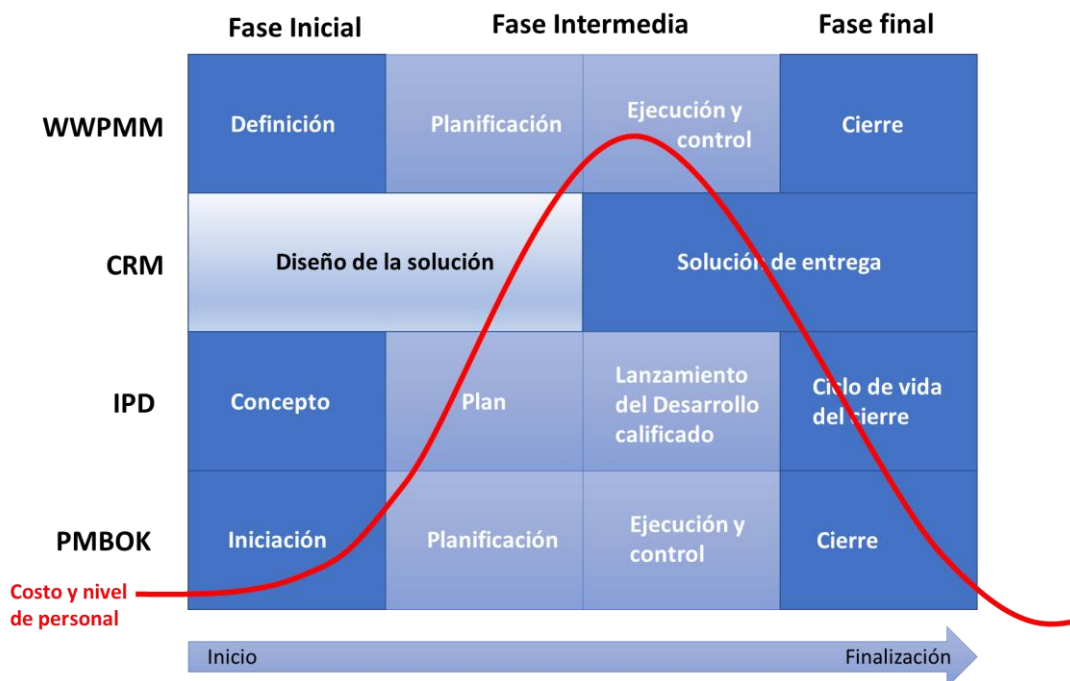 Fase Inicial
Fase Intermedia
Fase final
WWPMM
Definición
Planificación
Ejecución y
control
Cierre
CRM
Diseño de la solución
Solución de entrega
IPD
Concepto
Plan
Lanzamiento
del Desarrollo
calificado
Ciclo de vida
del cierre
PMBOK
Iniciación
Planificación
Ejecución y
control
Cierre
Costo y nivel
de personal
Inicio
Finalización